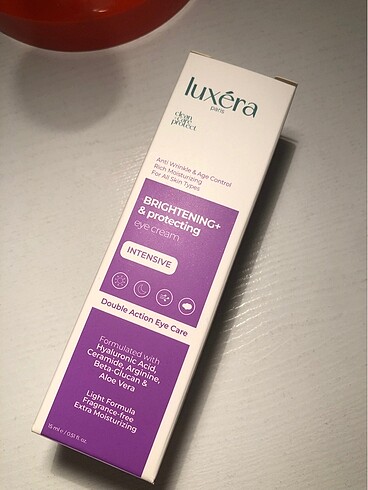 luxéra
paris
clean
care
protect
Anti Wrinkle & Age Control
Rich Moisturizing
For All Skin Types
BRIGHTENING+
& protecting
eye cream
INTENSIVE
Double Action Eye Care
Formulated with
Hyaluronic Acid,
Ceramide, Arginine,
Beta-Glucan &
Aloe Vera
Light Formula
Fragrance-free
Extra Moisturizing
15 ml e / 0.51 fl. oz.